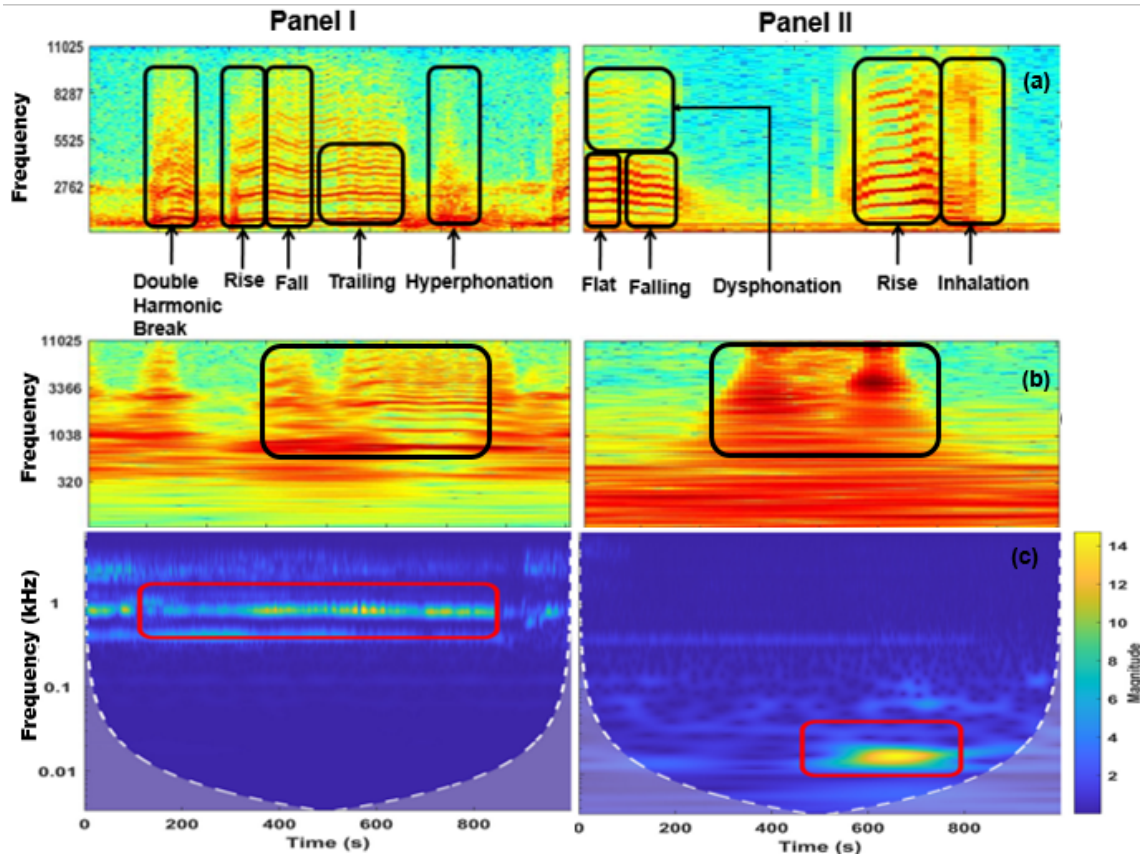 Panel I
Panel II
11025
8287
5525
2762
Frequency
(a)
Double
Harmonic
Break
Rise
Fall
Trailing
Hyperphonation
Flat
Falling
Dysphonation
Rise
Inhalation
11025
3366
1038
320
Frequency
(b)
1
0.1
0.01
Frequency (kHz)
(c)
0
200
400
600
800
Time (s)
0
200
400
600
800
Time (s)
14
12
10
8
6
4
2
Magnitude